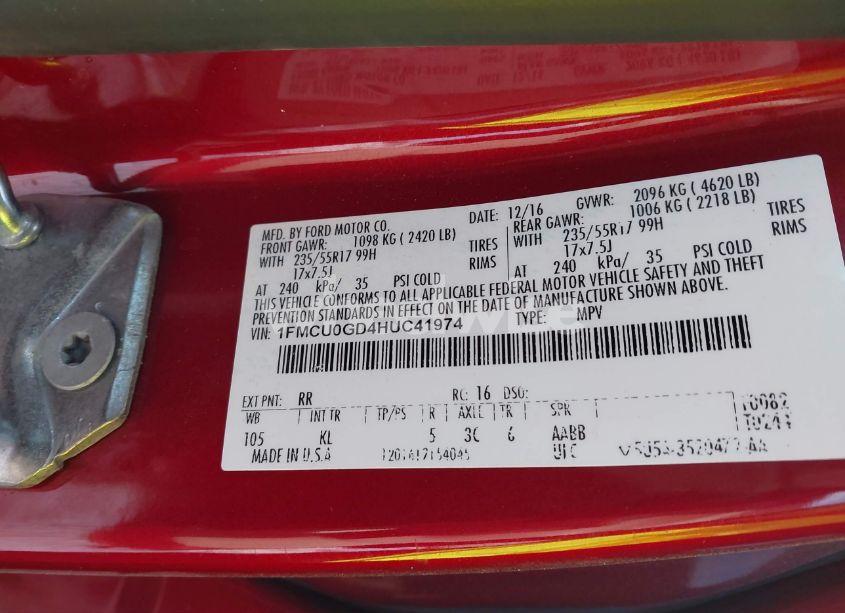 MFD. BY FORD MOTOR CO.
DATE: 12/16 GVWR: 2096 KG ( 4620 LB)
FRONT GAWR: 1098 KG ( 2420 LB)
REAR GAWR: 1006 KG ( 2218 LB)
WITH 235/55R17 99H TIRES
WITH 235/55R17 99H TIRES
17x7.5J RIMS
17x7.5J RIMS
AT 240 kPa/ 35 PSI COLD
AT 240 kPa/ 35 PSI COLD
THIS VEHICLE CONFORMS TO ALL APPLICABLE FEDERAL MOTOR VEHICLE SAFETY AND THEFT
PREVENTION STANDARDS IN EFFECT ON THE DATE OF MANUFACTURE SHOWN ABOVE.
VIN: 1FMCU0GD4HUC41974 TYPE: MPV
EXT PNT: RR RC: 16 DSO:
WB INT TR TP/PS R AXLE TR SPR
105 KL 5 3C 6 AABB
MADE IN U.S.A